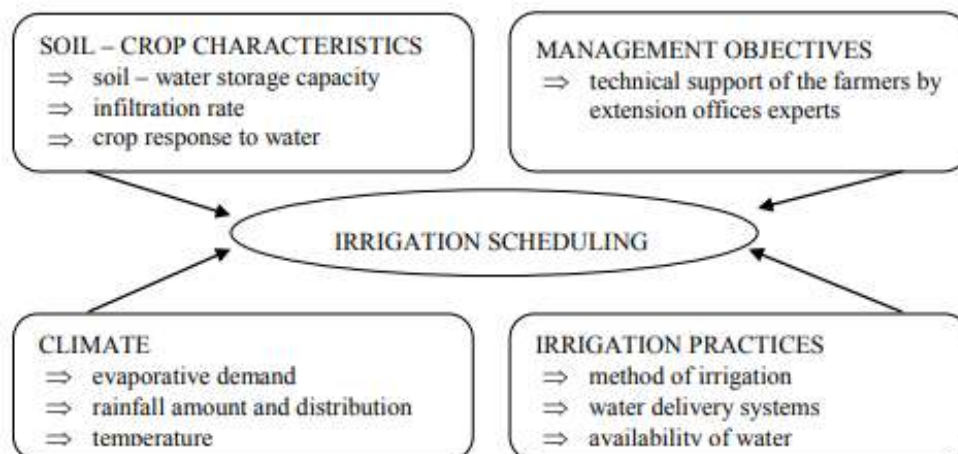 SOIL – CROP CHARACTERISTICS
⇒ soil – water storage capacity
⇒ infiltration rate
⇒ crop response to water
MANAGEMENT OBJECTIVES
⇒ technical support of the farmers by
extension offices experts
IRRIGATION SCHEDULING
CLIMATE
⇒ evaporative demand
⇒ rainfall amount and distribution
⇒ temperature
IRRIGATION PRACTICES
⇒ method of irrigation
⇒ water delivery systems
⇒ availability of water